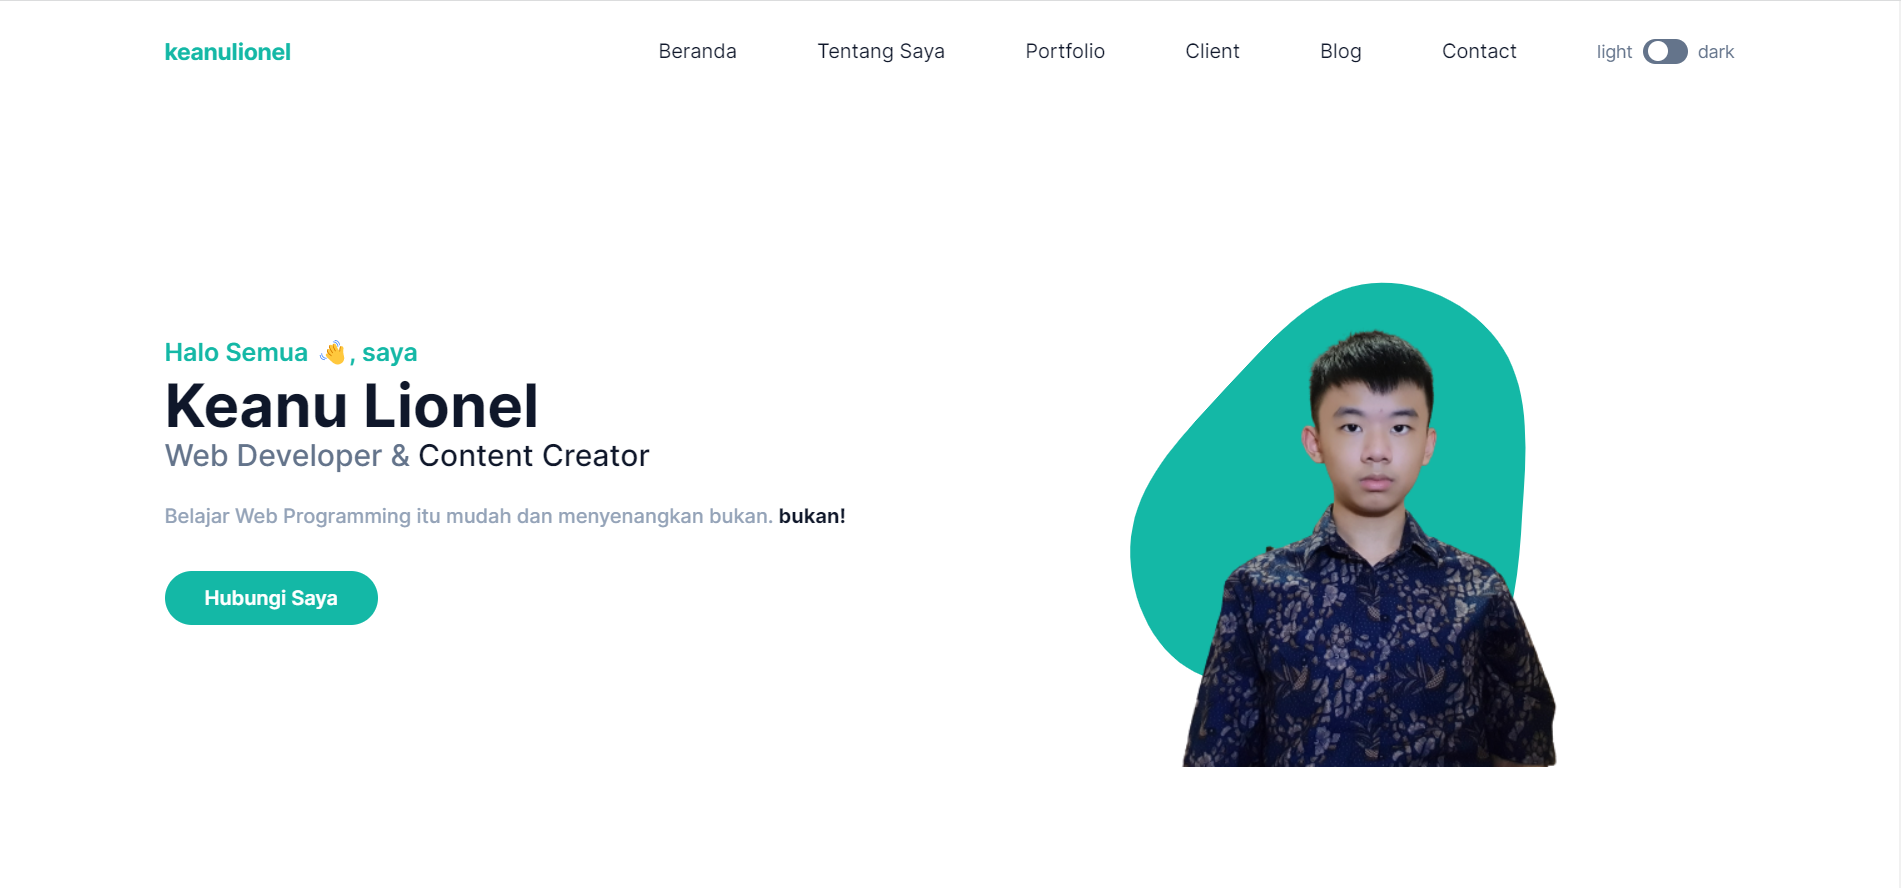 keanulionel
Beranda Tentang Saya Portfolio Client Blog Contact light dark
Halo Semua 👋, saya
Keanu Lionel
Web Developer & Content Creator
Belajar Web Programming itu mudah dan menyenangkan bukan. bukan!
Hubungi Saya